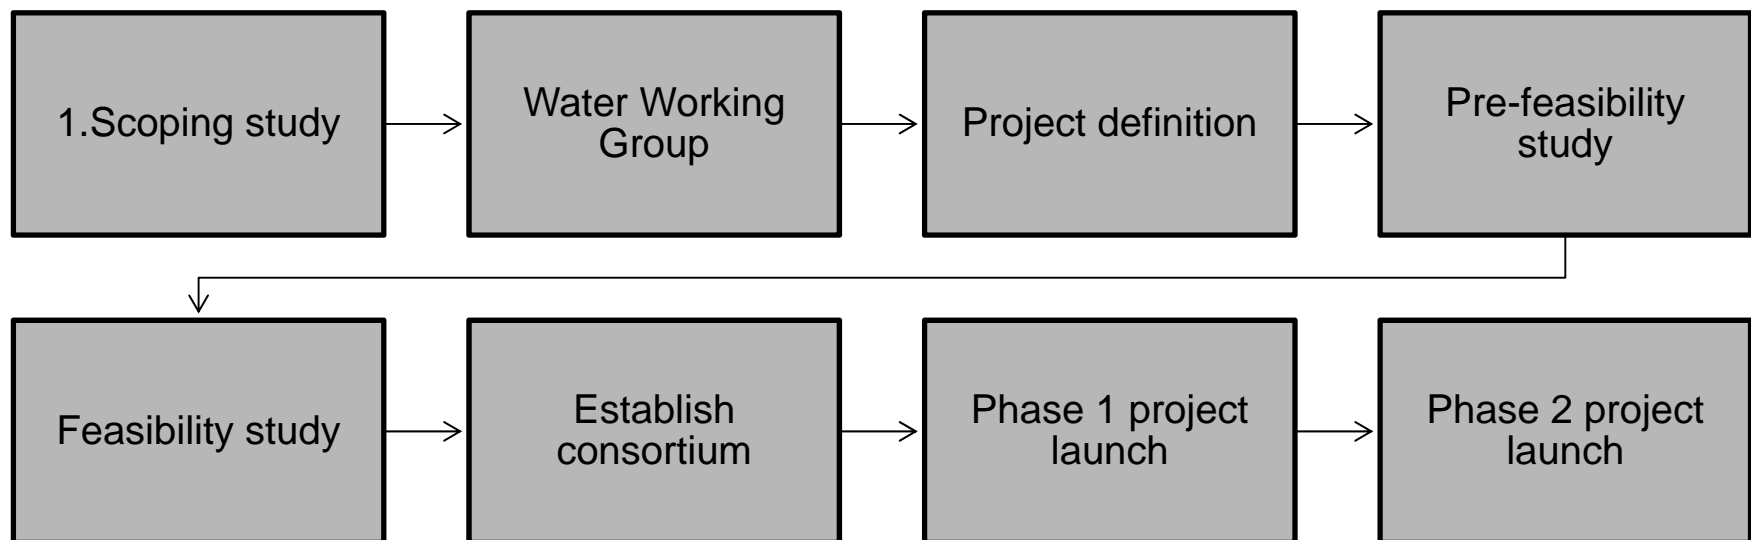 1.Scoping study
Water Working
Group
Project definition
Pre-feasibility
study
Feasibility study
Establish
consortium
Phase 1 project
launch
Phase 2 project
launch